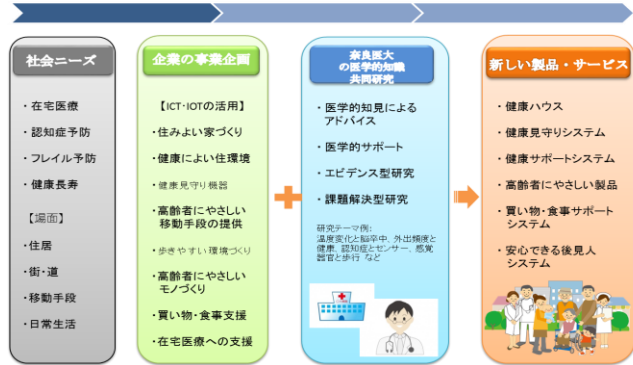 社会ニーズ
・在宅医療
・認知症予防
・フレイル予防
・健康長寿
【場面】
・住居
・街・道
・移動手段
・日常生活
企業の事業企画
【ICT・IOTの活用】
・住みよい家づくり
・健康によい住環境
・健康見守り機器
・高齢者にやさしい
移動手段の提供
・歩きやすい環境づくり
・高齢者にやさしい
モノづくり
・買い物・食事支援
・在宅医療への支援
奈良医大
の医学的知識
共同研究
・医学的知見による
アドバイス
・医学的サポート
・エビデンス型研究
・課題解決型研究
研究テーマ例:
温度変化と脳卒中、外出頻度と
健康、認知症とセンサー、感覚
器官と歩行 など
新しい製品・サービス
・健康ハウス
・健康見守りシステム
・健康サポートシステム
・高齢者にやさしい製品
・買い物・食事サポート
システム
・安心できる後見人
システム